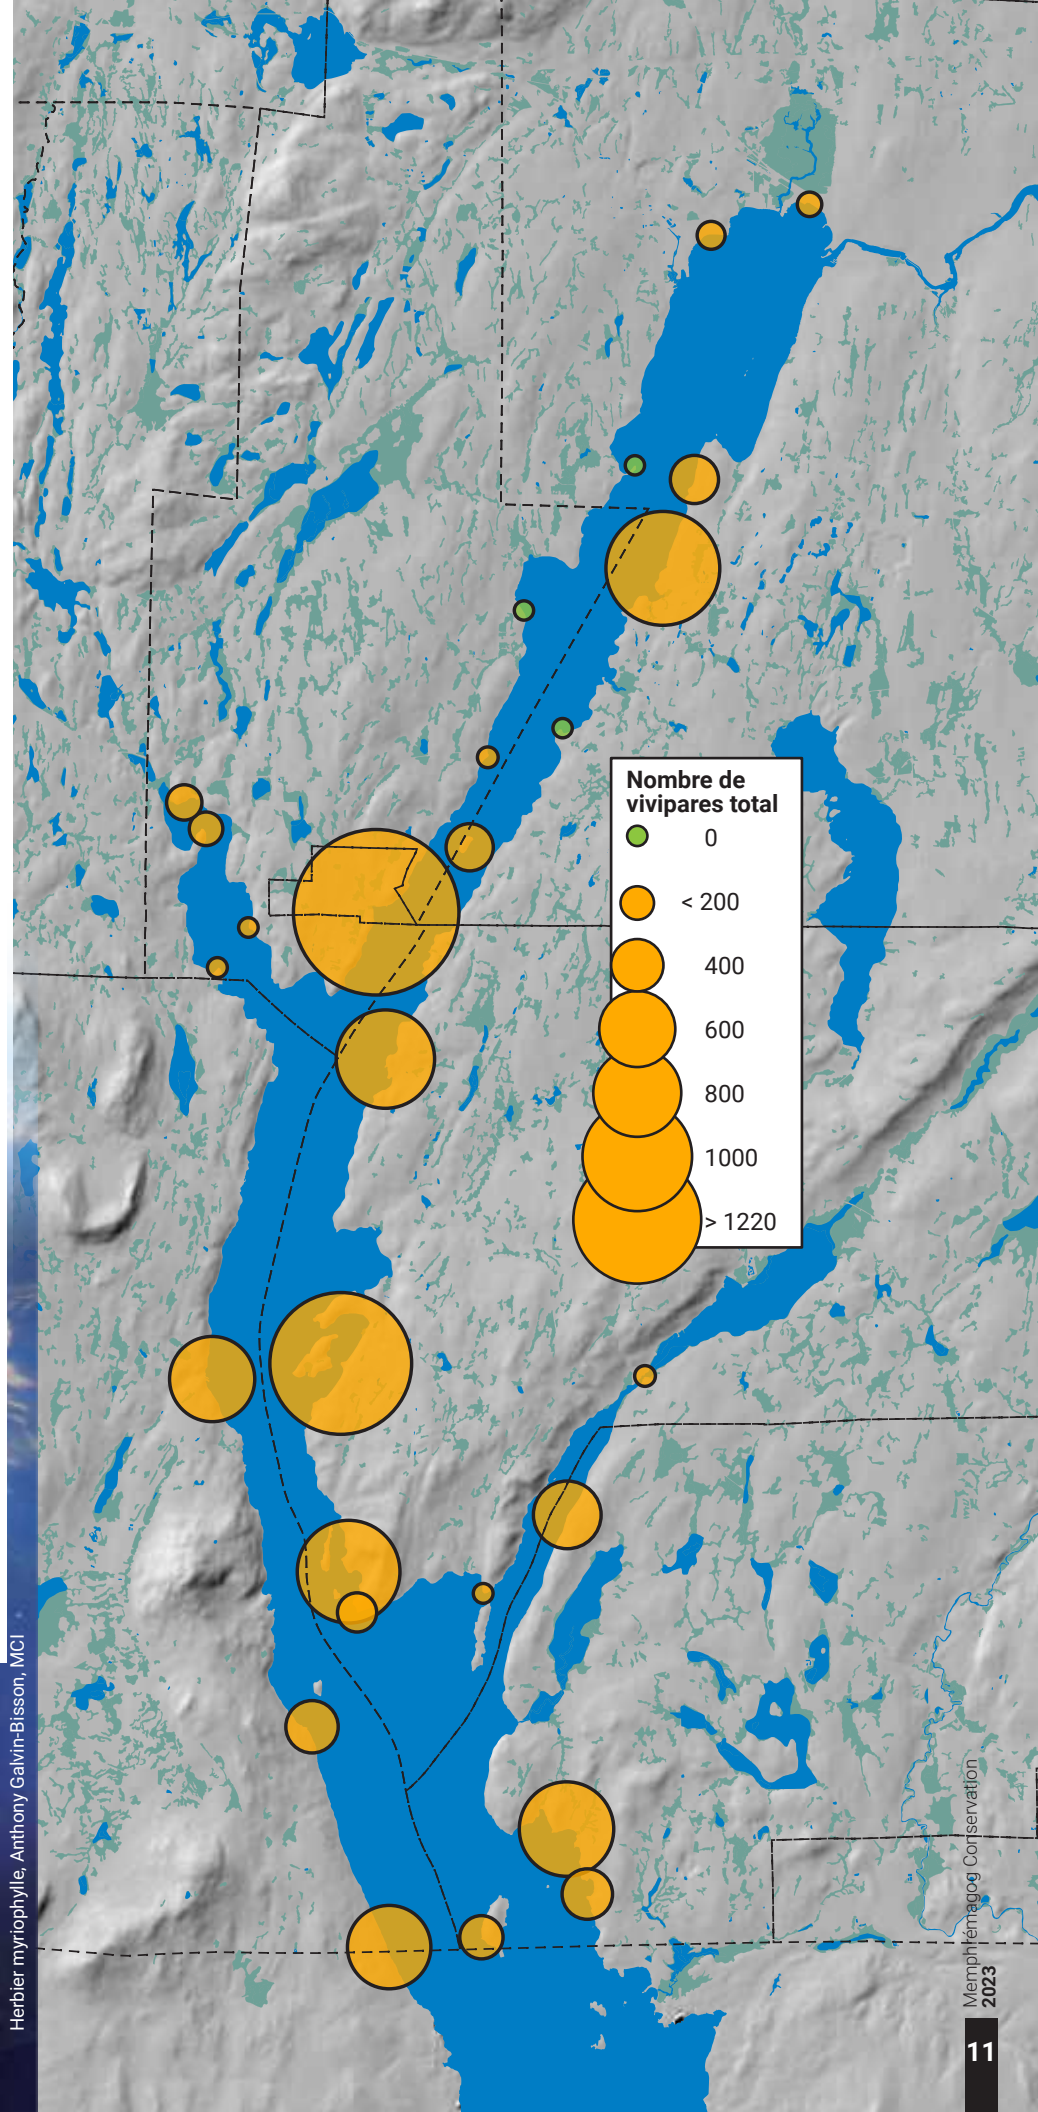 Nombre de
vivipares total
0
< 200
400
600
800
1000
> 1220
Herbier myriophylle, Anthony Galvin-Bisson, MCI
Memphrémagog Conservation
2023
11